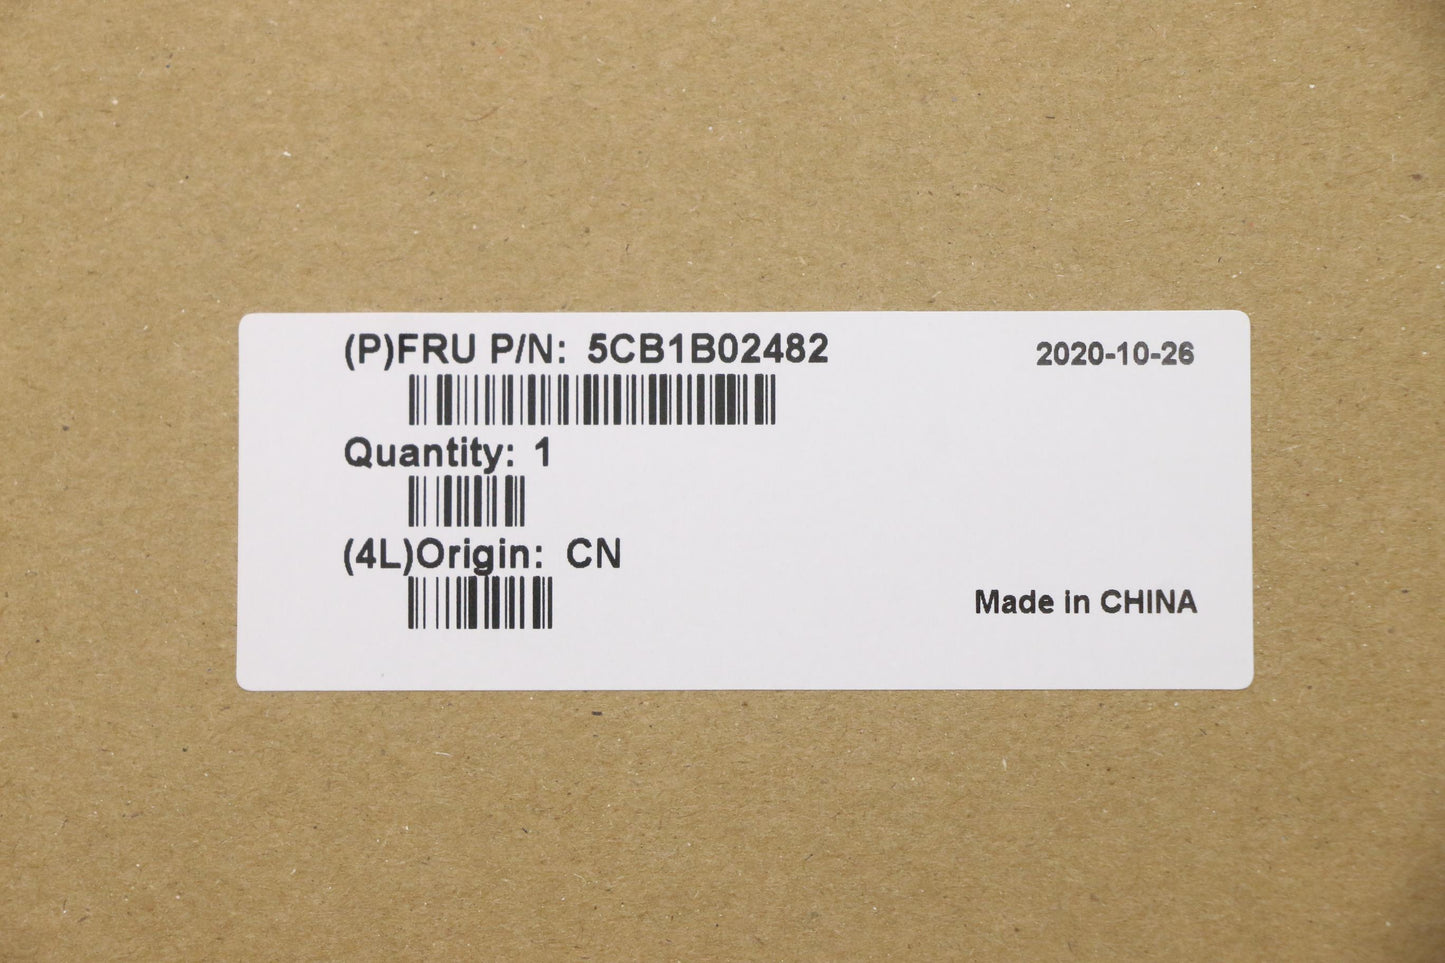 (P)FRU P/N: 5CB1B02482
2020-10-26
Quantity: 1
(4L)Origin: CN
Made in CHINA